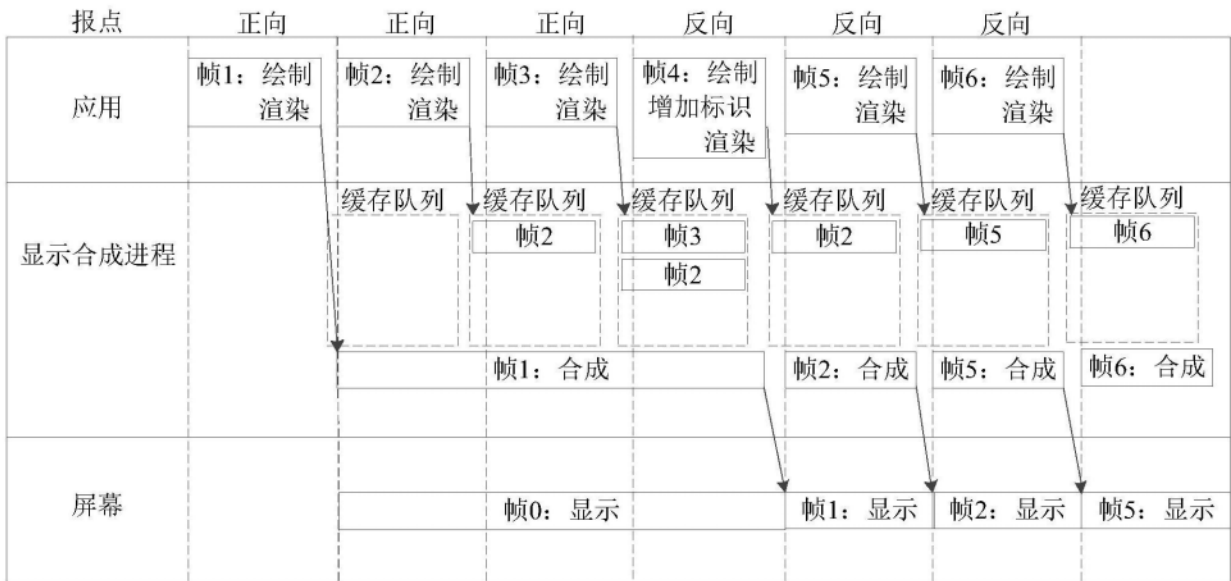 报点 正向 正向 正向 反向 反向 反向
应用
帧1：绘制
渲染
帧2：绘制
渲染
帧3：绘制
渲染
帧4：绘制
增加标识
渲染
帧5：绘制
渲染
帧6：绘制
渲染
显示合成进程
缓存队列 缓存队列 缓存队列 缓存队列 缓存队列 缓存队列
帧2 帧3 帧2 帧5 帧6
帧2
帧1：合成 帧2：合成 帧5：合成 帧6：合成
屏幕
帧0：显示 帧1：显示 帧2：显示 帧5：显示